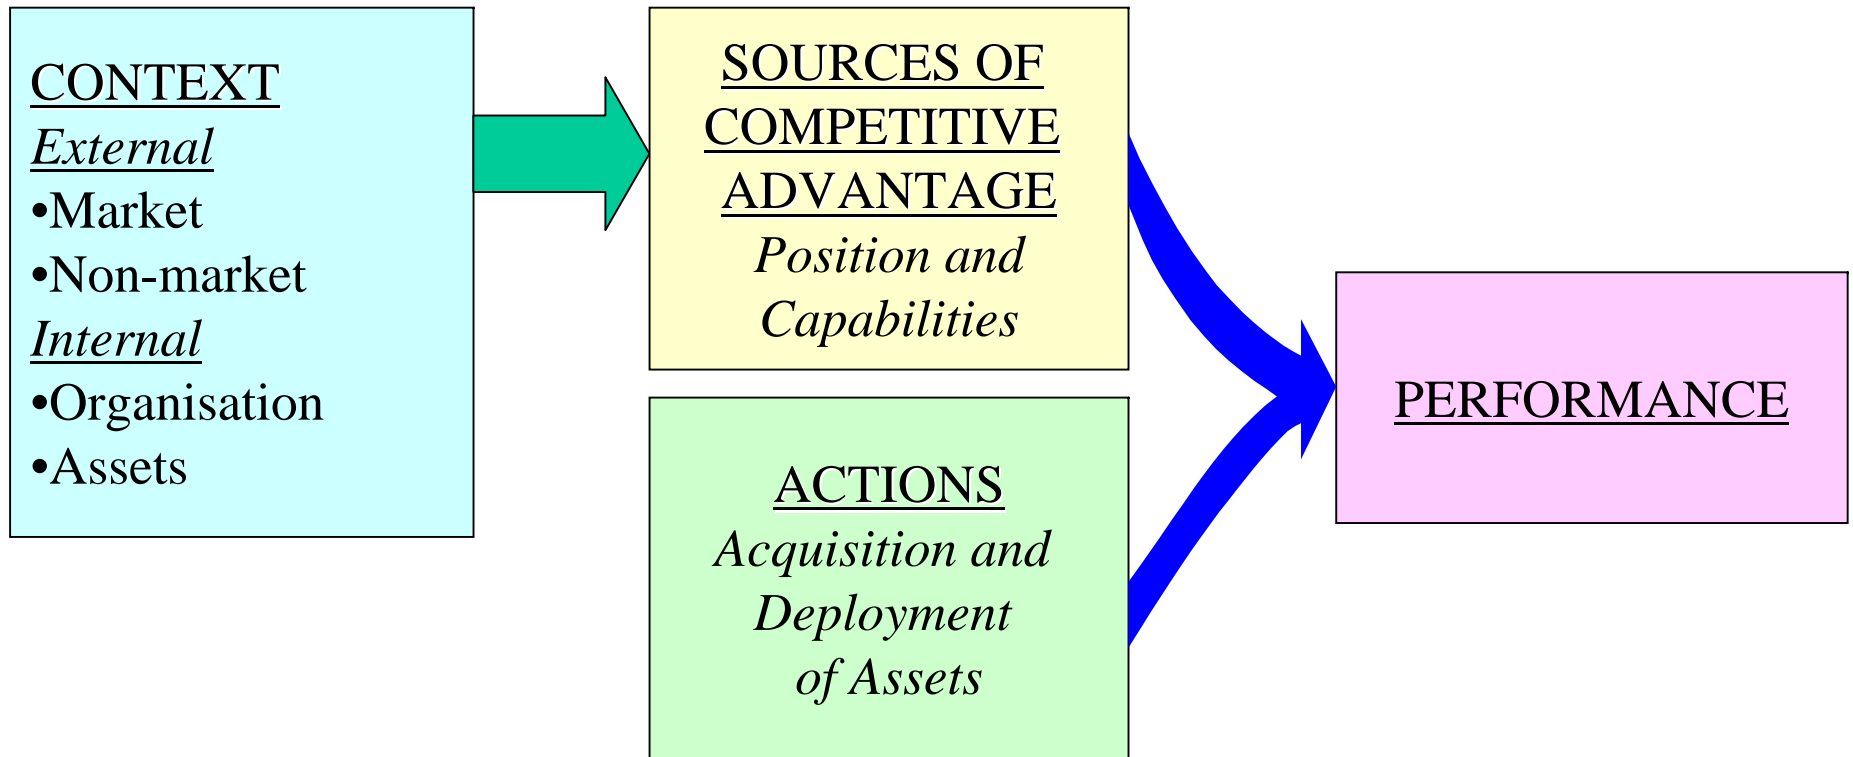 CONTEXT
External
•Market
•Non-market
Internal
•Organisation
•Assets
SOURCES OF
COMPETITIVE
ADVANTAGE
Position and
Capabilities
ACTIONS
Acquisition and
Deployment
of Assets
PERFORMANCE